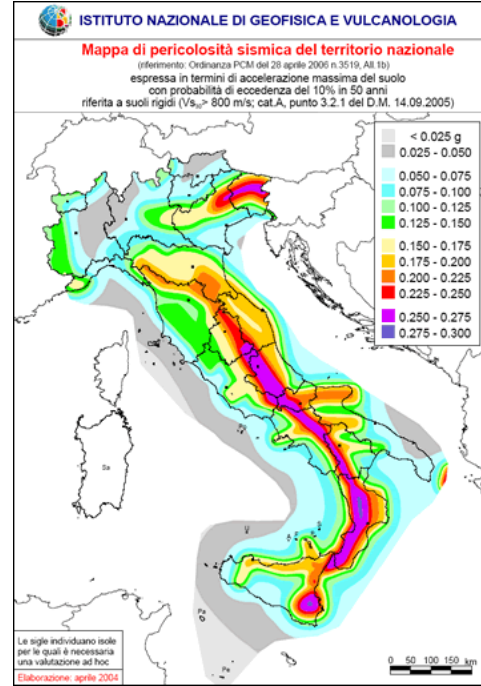 ISTITUTO NAZIONALE DI GEOFISICA E VULCANOLOGIA
Mappa di pericolosità sismica del territorio nazionale
(riferimento: Ordinanza PCM del 28 aprile 2006 n.3519, All.1b)
espressa in termini di accelerazione massima del suolo
con probabilità di eccedenza del 10% in 50 anni
riferita a suoli rigidi (Vs30> 800 m/s; cat.A, punto 3.2.1 del D.M. 14.09.2005)
< 0.025 g
0.025 - 0.050
0.050 - 0.075
0.075 - 0.100
0.100 - 0.125
0.125 - 0.150
0.150 - 0.175
0.175 - 0.200
0.200 - 0.225
0.225 - 0.250
0.250 - 0.275
0.275 - 0.300
Sa
Pa
Pe
Le sigle individuano isole
per le quali è necessaria
una valutazione ad hoc
Elaborazione: aprile 2004
0 50 100 150 km